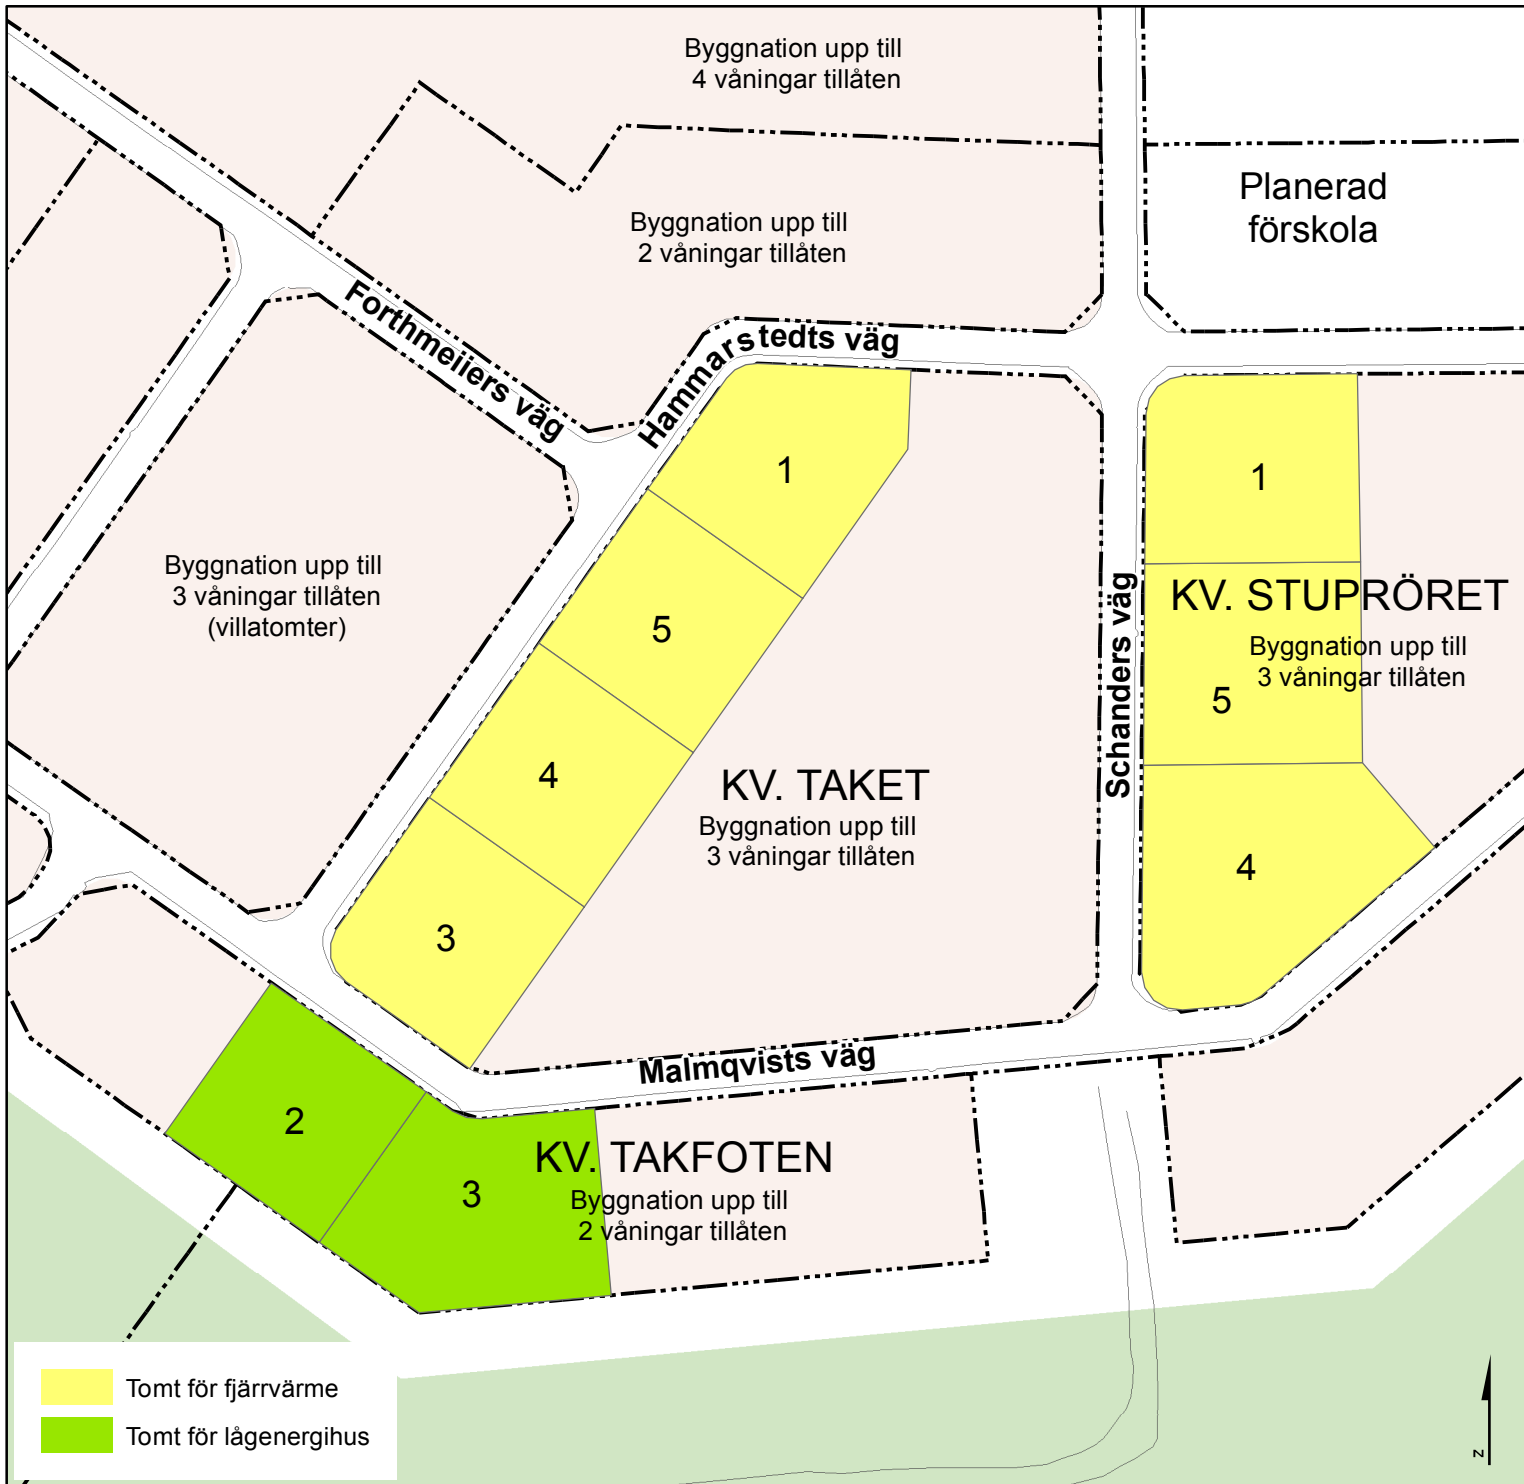 Byggnation upp till
4 våningar tillåten
Planerad
förskola
Byggnation upp till
2 våningar tillåten
Forthmeiiers väg
Hammarstedts väg
1
1
Byggnation upp till
3 våningar tillåten
(villatomter)
5
Schanders väg
KV. STUPRÖRET
Byggnation upp till
3 våningar tillåten
5
4
KV. TAKET
Byggnation upp till
3 våningar tillåten
4
3
Malmqvists väg
2
3
KV. TAKFOTEN
Byggnation upp till
2 våningar tillåten
Tomt för fjärrvärme
Tomt för lågenergihus
N